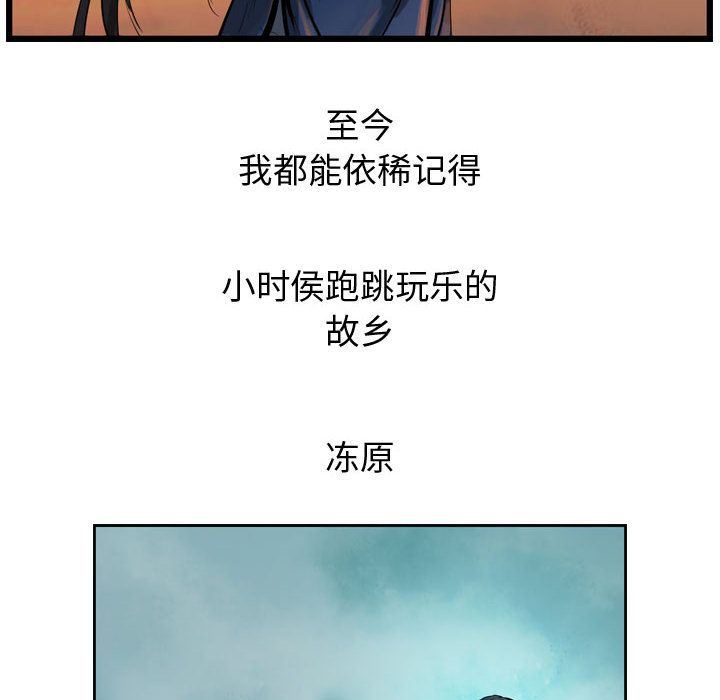 至今
我都能依稀记得
小时侯跑跳玩乐的
故乡
冻原